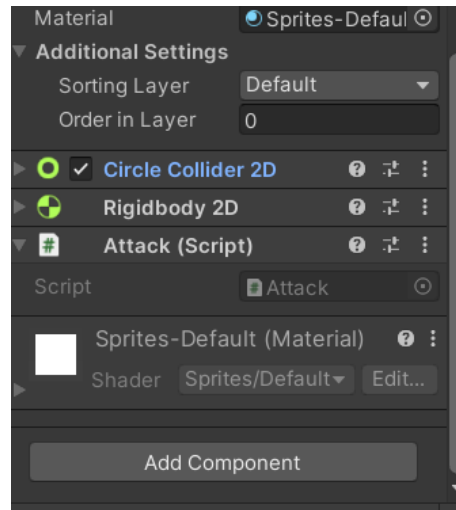 Material Sprites-Defaul
Additional Settings
Sorting Layer Default
Order in Layer 0
Circle Collider 2D
Rigidbody 2D
# Attack (Script)
Script # Attack
Sprites-Default (Material)
Shader Sprites/Default Edit...
Add Component